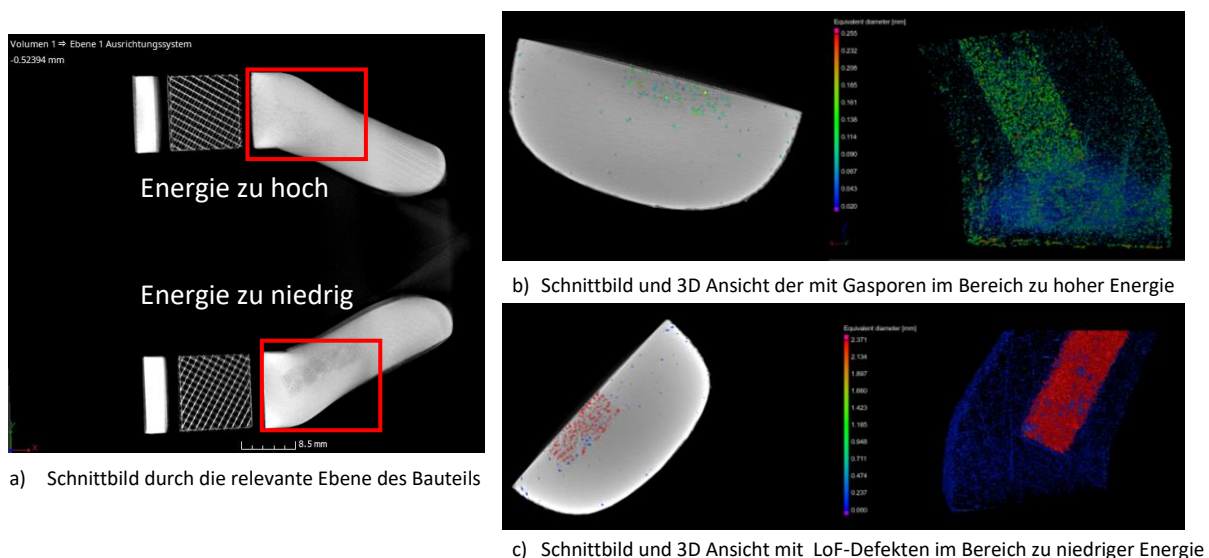 Volumen 1 ⇒ Ebene 1 Ausrichtungssystem
-0.52394 mm
Energie zu hoch
Energie zu niedrig
8.5 mm
a) Schnittbild durch die relevante Ebene des Bauteils
Equivalent diameter [mm]
0.255
0.232
0.208
0.185
0.161
0.138
0.114
0.090
0.067
0.043
0.020
b) Schnittbild und 3D Ansicht der mit Gasporen im Bereich zu hoher Energie
Equivalent diameter [mm]
2.371
2.134
1.897
1.660
1.423
1.185
0.948
0.711
0.474
0.237
0.000
c) Schnittbild und 3D Ansicht mit LoF-Defekten im Bereich zu niedriger Energie